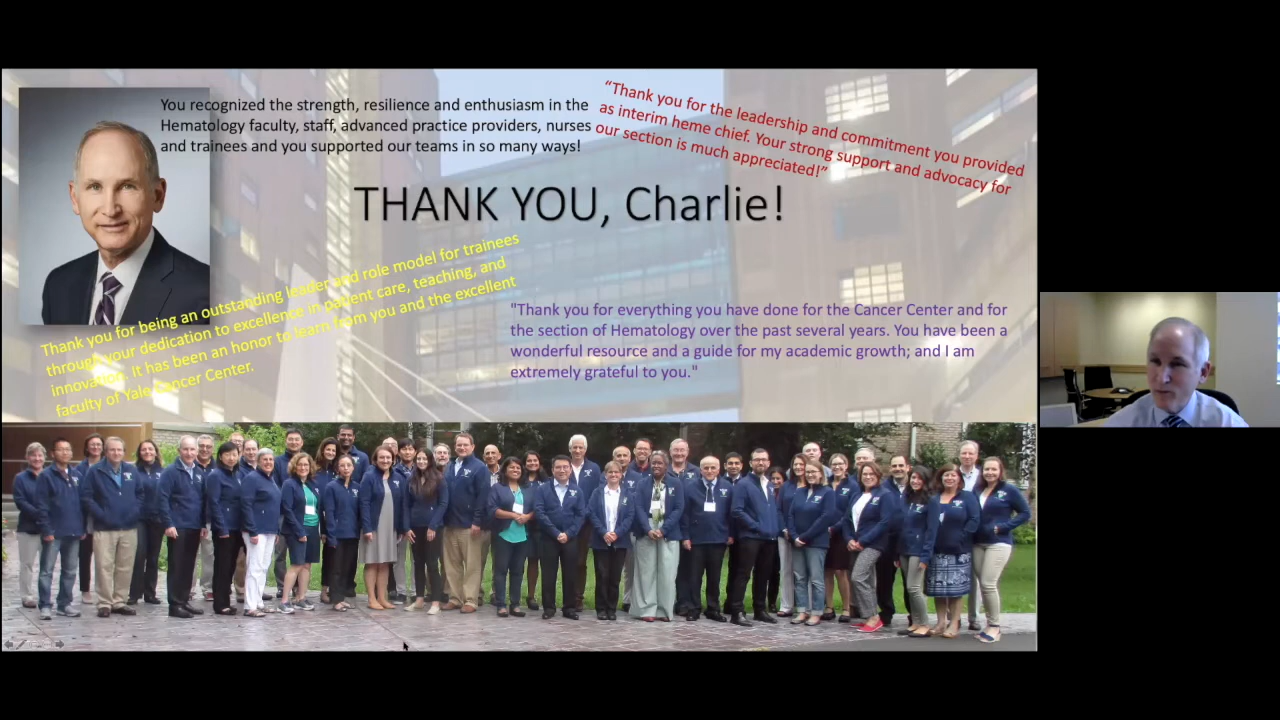 You recognized the strength, resilience and enthusiasm in the
Hematology faculty, staff, advanced practice providers, nurses
and trainees and you supported our teams in so many ways!
“Thank you for the leadership and commitment you provided
as interim heme chief. Your strong support and advocacy for
our section is much appreciated!”
THANK YOU, Charlie!
Thank you for being an outstanding leader and role model for trainees
through your dedication to excellence in patient care, teaching, and
innovation. It has been an honor to learn from you and the excellent
faculty of Yale Cancer Center.
"Thank you for everything you have done for the Cancer Center and for
the section of Hematology over the past several years. You have been a
wonderful resource and a guide for my academic growth; and I am
extremely grateful to you."